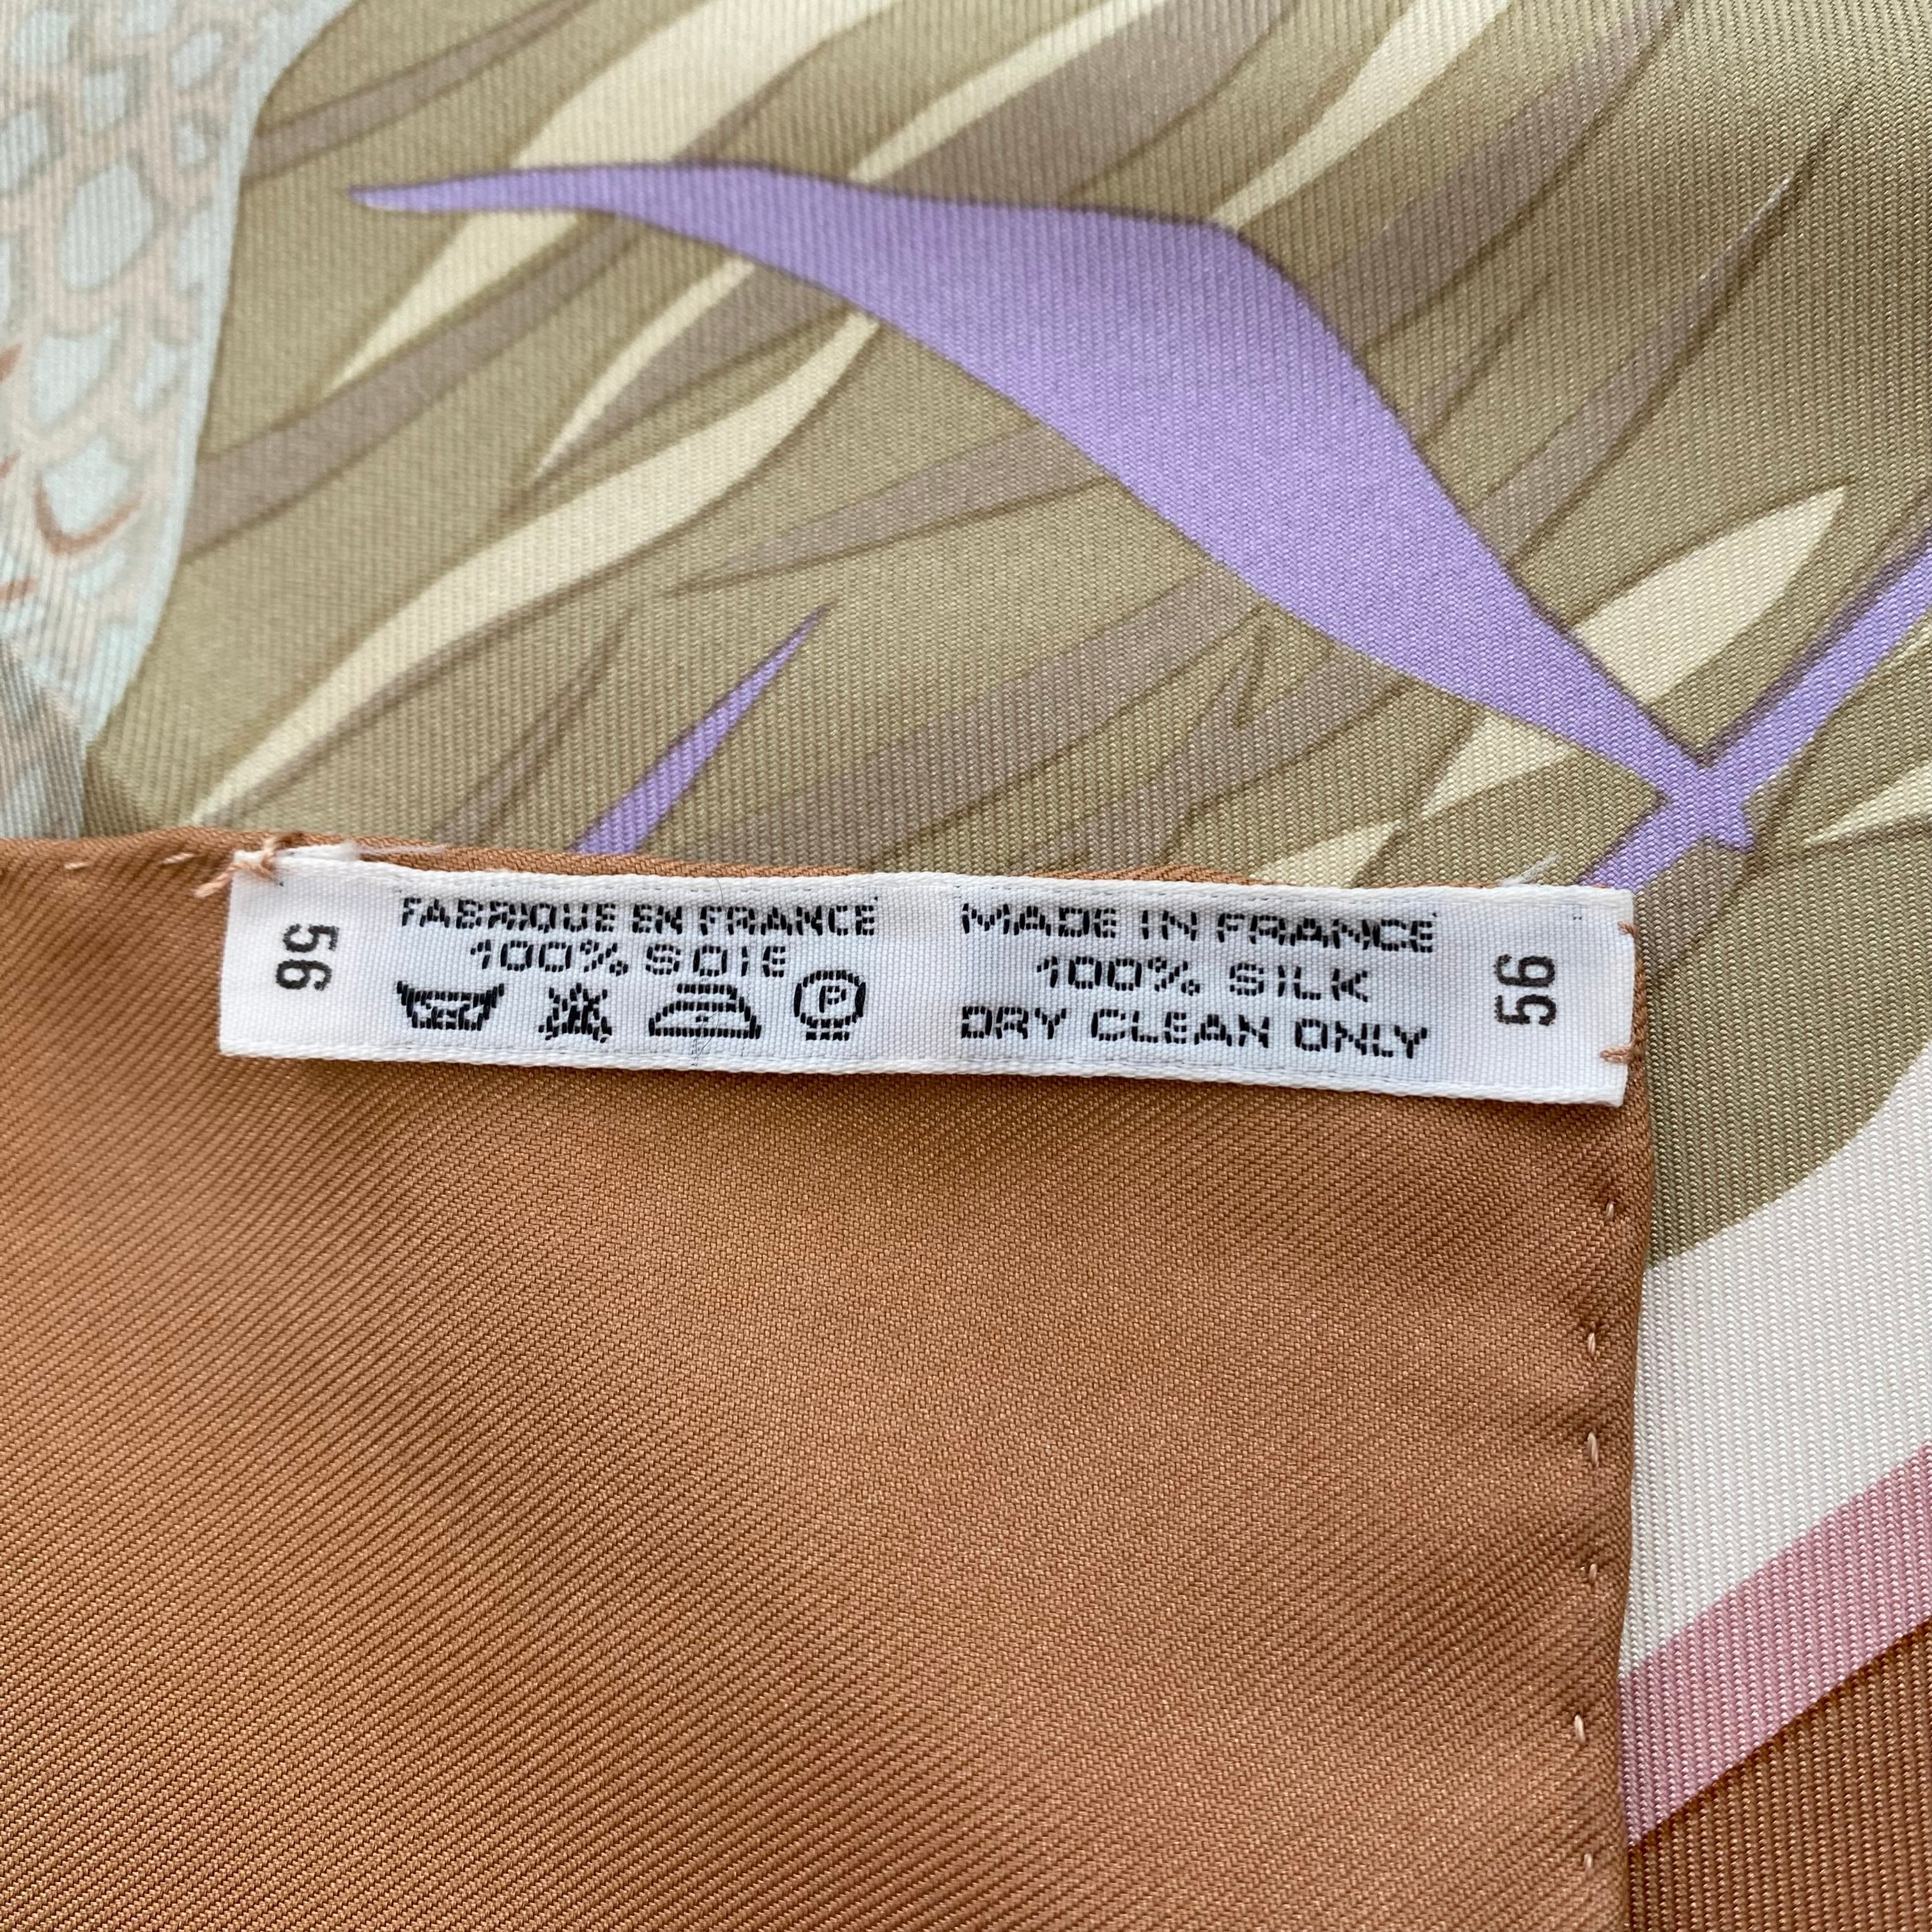 56
FABRIQUE EN FRANCE
100% SOIE
P
MADE IN FRANCE
100% SILK
DRY CLEAN ONLY
56